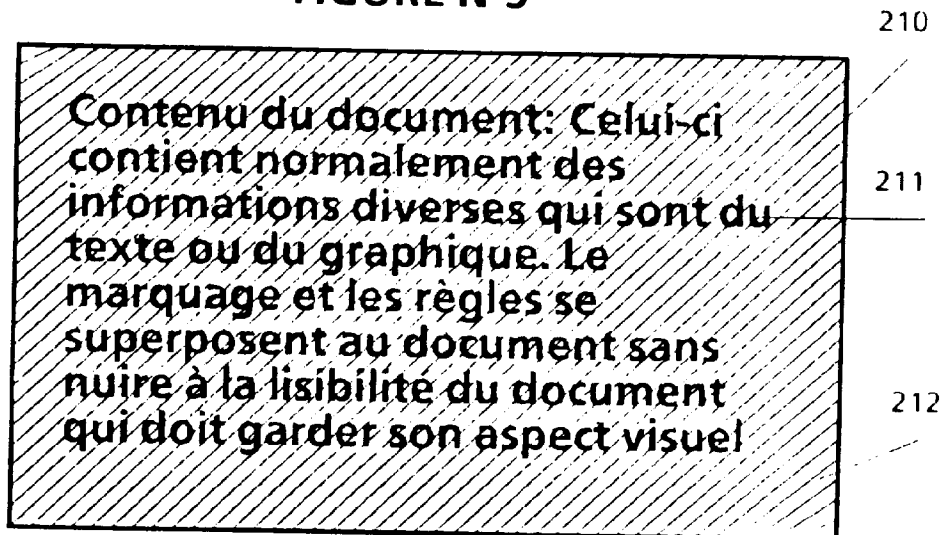 FIGURE N°9
210
Contenu du document: Celui-ci
contient normalement des
211
informations diverses qui sont du
texte ou du graphique. Le
marquage et les règles se
superposent au document sans
nuire à la lisibilité du document
212
qui doit garder son aspect visuel